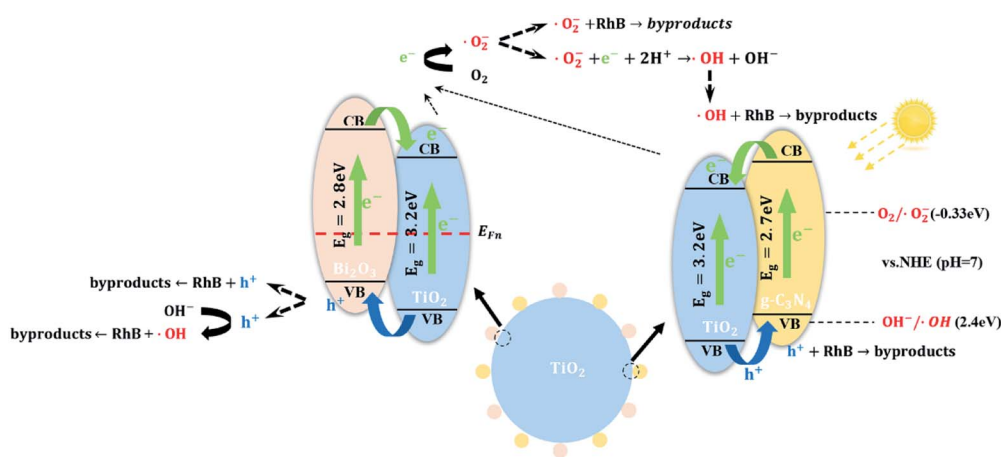 · O₂⁻ + RhB → byproducts
e⁻
· O₂⁻
O₂
· O₂⁻ + e⁻ + 2H⁺ → · OH + OH⁻
· OH + RhB → byproducts
CB
e⁻
CB
E_g = 2.8eV
e⁻
E_g = 3.2eV
e⁻
E_Fn
Bi₂O₃
VB
TiO₂
VB
h⁺
byproducts ← RhB + h⁺
OH⁻
h⁺
byproducts ← RhB + · OH
TiO₂
CB
e⁻
CB
E_g = 3.2eV
e⁻
E_g = 2.7eV
e⁻
g-C₃N₄
TiO₂
VB
VB
h⁺
O₂/· O₂⁻ (-0.33eV)
vs.NHE (pH=7)
OH⁻/· OH (2.4eV)
h⁺ + RhB → byproducts